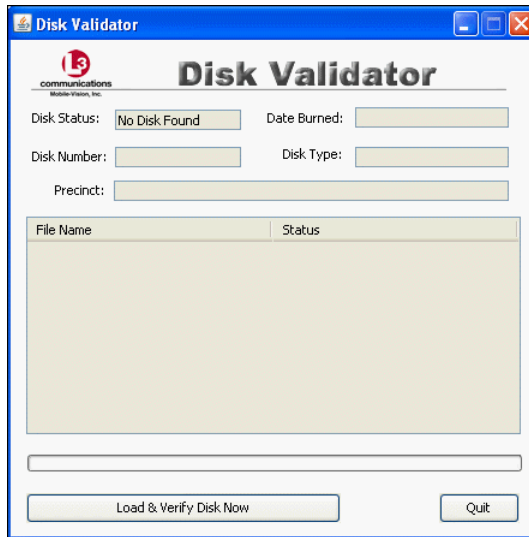 Disk Validator
L3
communications
Mobile-Vision, Inc.
Disk Validator
Disk Status: No Disk Found Date Burned:
Disk Number: Disk Type:
Precinct:
File Name Status
Load & Verify Disk Now Quit